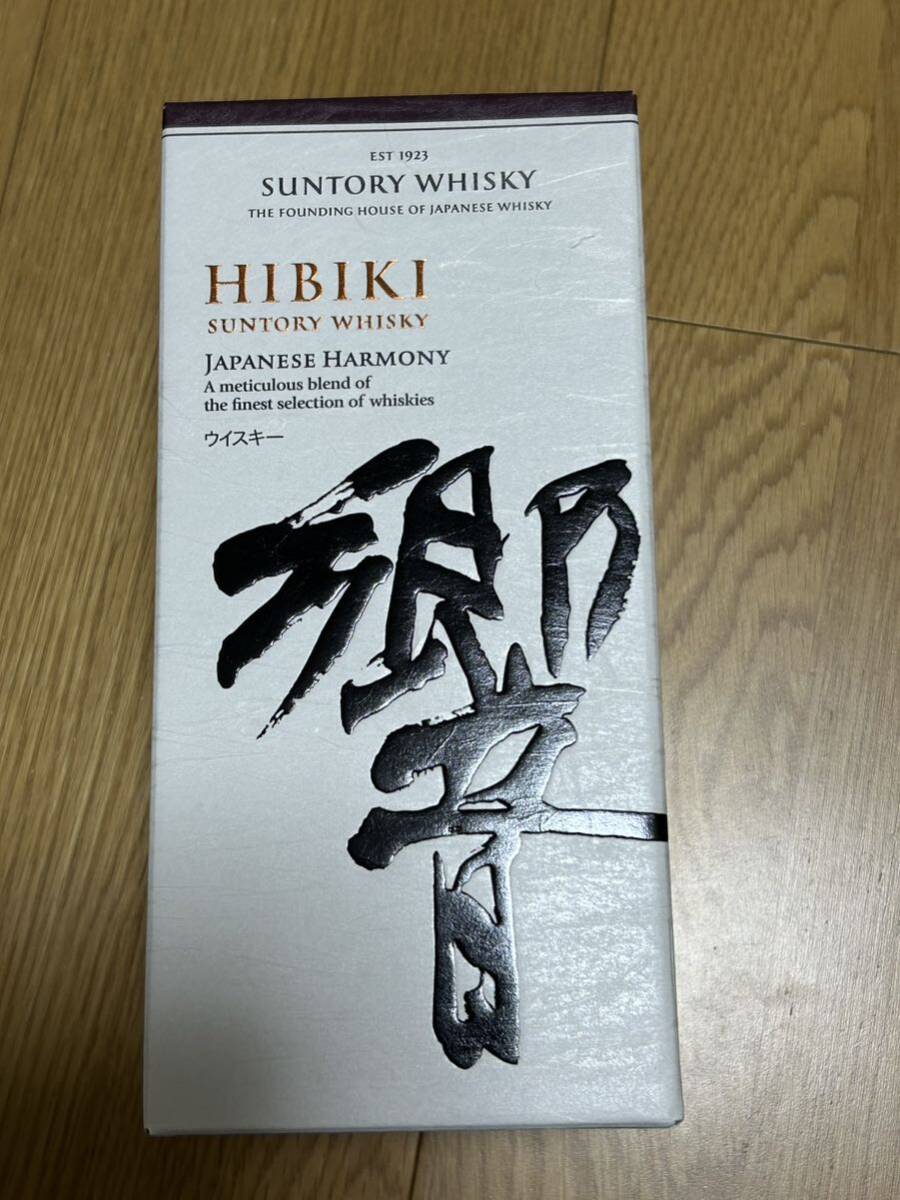 EST 1923
SUNTORY WHISKY
THE FOUNDING HOUSE OF JAPANESE WHISKY
HIBIKI
SUNTORY WHISKY
JAPANESE HARMONY
A meticulous blend of
the finest selection of whiskies
ウイスキー
響